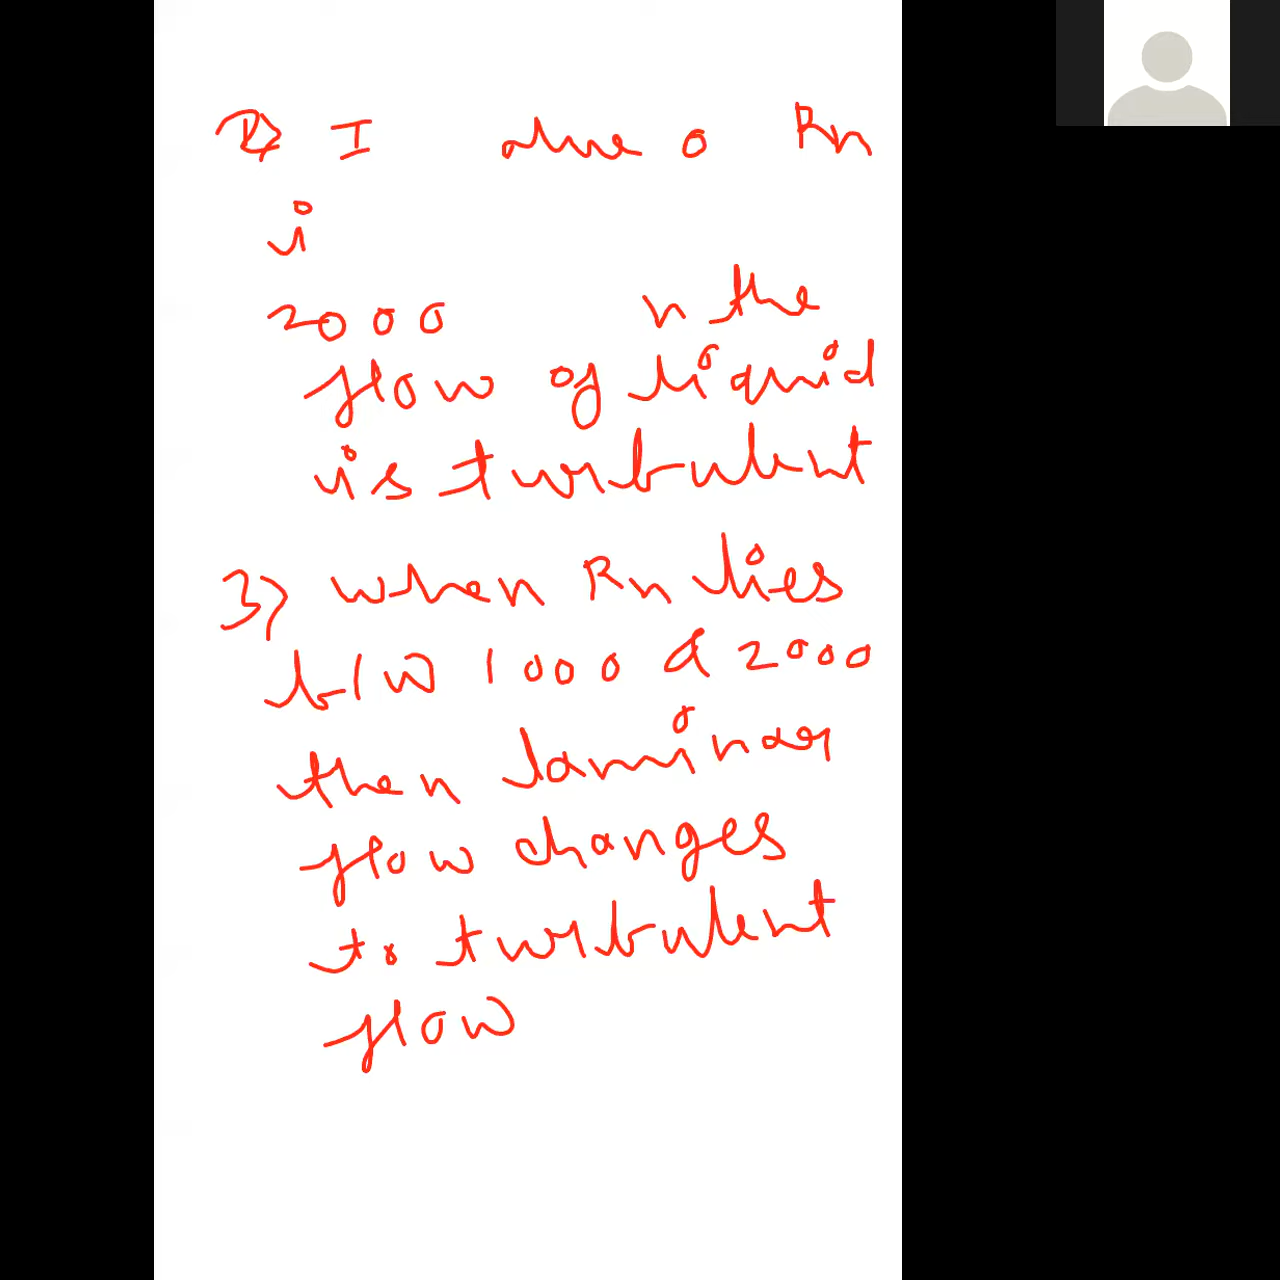 2) I value o Rn
i
2000 n the
flow of liquid
is turbulent
3) when Rn lies
b/w 1000 & 2000
then laminar
flow changes
to turbulent
flow